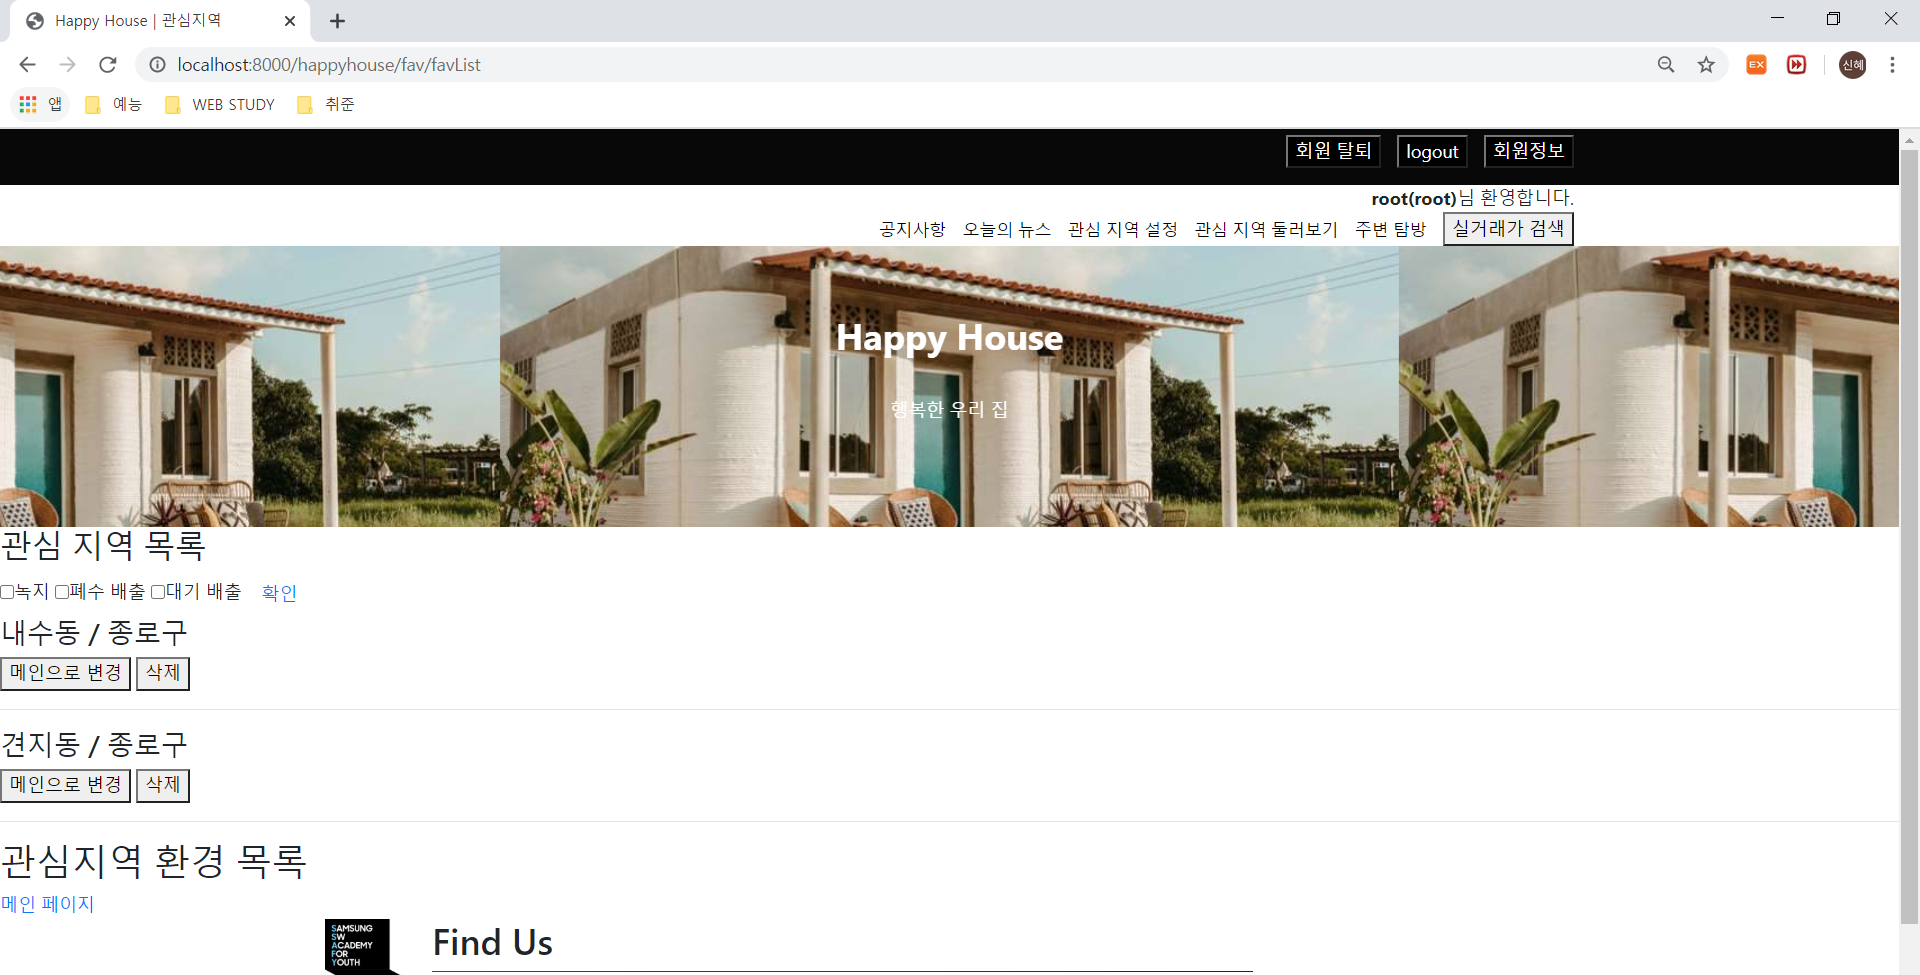 Happy House | 관심지역
localhost:8000/happyhouse/fav/favList
EX
신혜
앱 예능 WEB STUDY 취준
회원 탈퇴 logout 회원정보
root(root)님 환영합니다.
공지사항 오늘의 뉴스 관심 지역 설정 관심 지역 둘러보기 주변 탐방 실거래가 검색
Happy House
행복한 우리 집
관심 지역 목록
녹지 폐수 배출 대기 배출 확인
내수동 / 종로구
메인으로 변경 삭제
견지동 / 종로구
메인으로 변경 삭제
관심지역 환경 목록
메인 페이지
SAMSUNG
SW
ACADEMY
FOR
YOUTH
Find Us